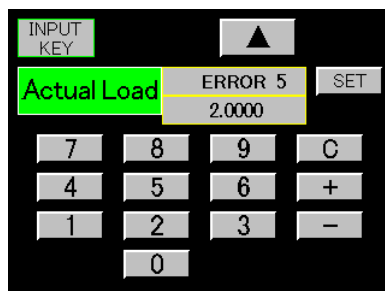 INPUT
KEY
▲
Actual Load
ERROR 5
SET
2.0000
7 8 9 C
4 5 6 +
1 2 3 −
0